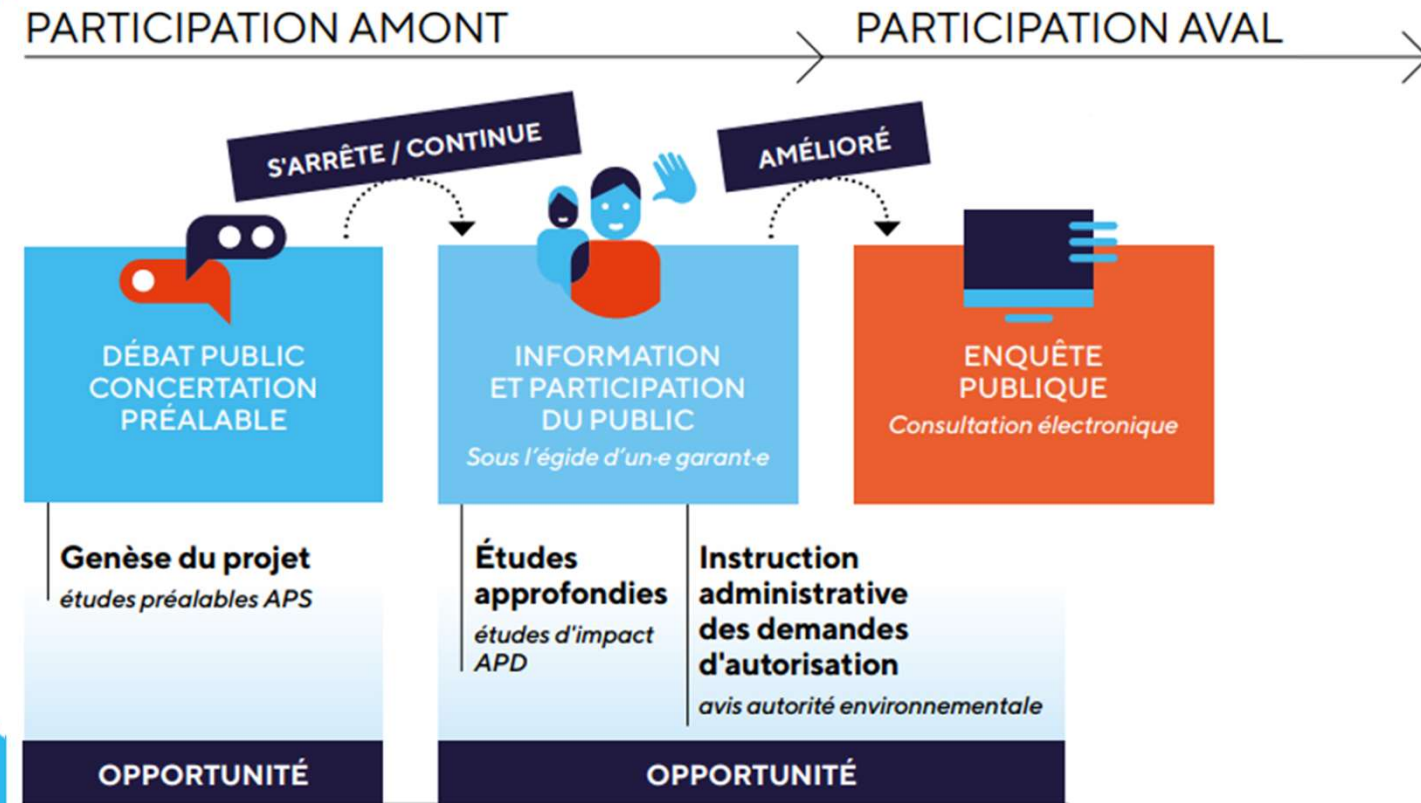 PARTICIPATION AMONT
PARTICIPATION AVAL
S'ARRÊTE / CONTINUE
AMÉLIORÉ
DÉBAT PUBLIC
CONCERTATION
PRÉALABLE
INFORMATION
ET PARTICIPATION
DU PUBLIC
Sous l'égide d'un·e garant·e
ENQUÊTE
PUBLIQUE
Consultation électronique
Genèse du projet
études préalables APS
Études
approfondies
études d'impact
APD
Instruction
administrative
des demandes
d'autorisation
avis autorité environnementale
OPPORTUNITÉ
OPPORTUNITÉ